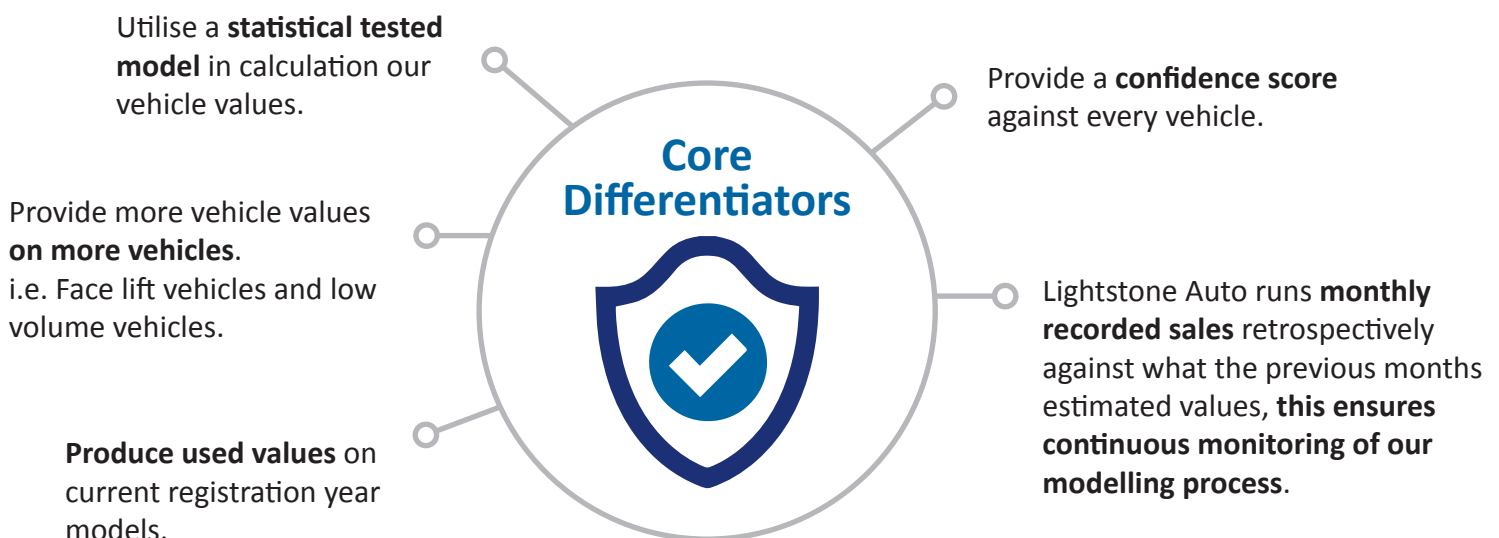 Utilise a statistical tested
model in calculation our
vehicle values.
Provide more vehicle values
on more vehicles.
i.e. Face lift vehicles and low
volume vehicles.
Produce used values on
current registration year
models.
Core
Differentiators
Provide a confidence score
against every vehicle.
Lightstone Auto runs monthly
recorded sales retrospectively
against what the previous months
estimated values, this ensures
continuous monitoring of our
modelling process.